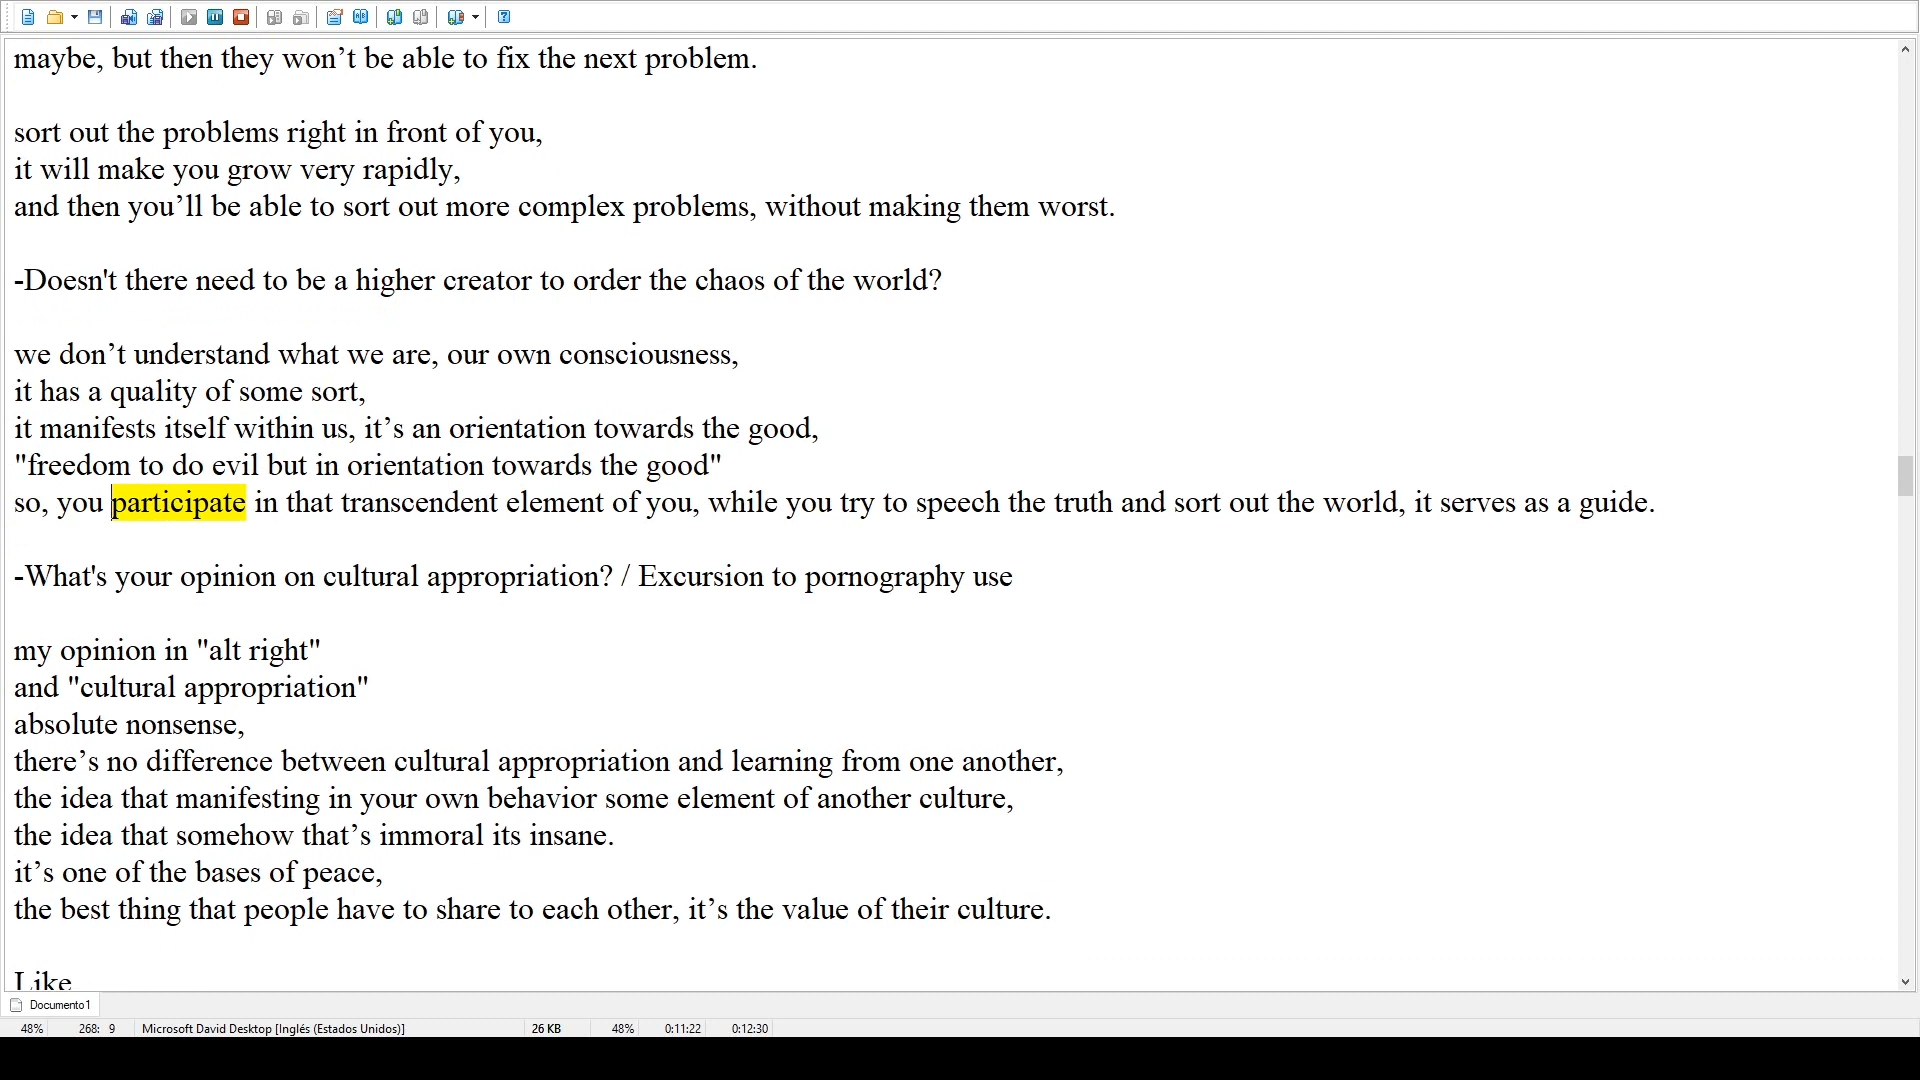 maybe, but then they won’t be able to fix the next problem.
sort out the problems right in front of you,
it will make you grow very rapidly,
and then you’ll be able to sort out more complex problems, without making them worst.
-Doesn't there need to be a higher creator to order the chaos of the world?
we don’t understand what we are, our own consciousness,
it has a quality of some sort,
it manifests itself within us, it’s an orientation towards the good,
"freedom to do evil but in orientation towards the good"
so, you participate in that transcendent element of you, while you try to speech the truth and sort out the world, it serves as a guide.
-What's your opinion on cultural appropriation? / Excursion to pornography use
my opinion in "alt right"
and "cultural appropriation"
absolute nonsense,
there’s no difference between cultural appropriation and learning from one another,
the idea that manifesting in your own behavior some element of another culture,
the idea that somehow that’s immoral its insane.
it’s one of the bases of peace,
the best thing that people have to share to each other, it’s the value of their culture.
Like
Documento1
48% 268: 9 Microsoft David Desktop [Inglés (Estados Unidos)] 26 KB 48% 0:11:22 0:12:30